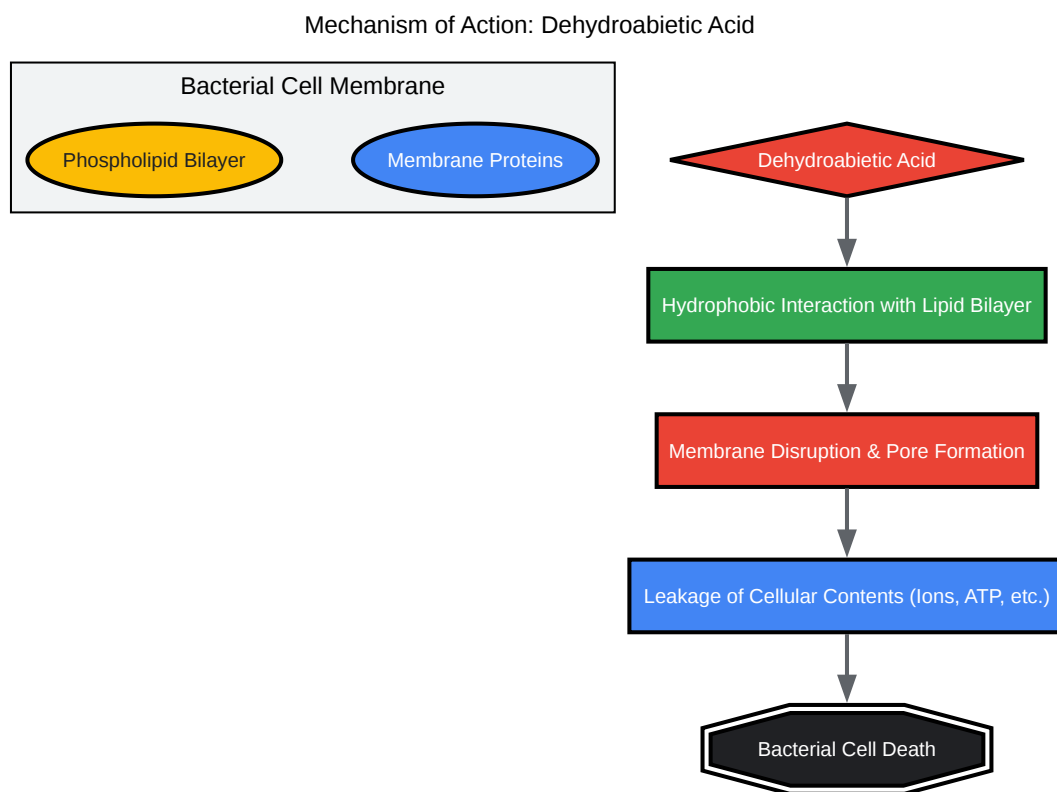 Mechanism of Action: Dehydroabietic Acid
Bacterial Cell Membrane
Phospholipid Bilayer
Membrane Proteins
Dehydroabietic Acid
Hydrophobic Interaction with Lipid Bilayer
Membrane Disruption & Pore Formation
Leakage of Cellular Contents (Ions, ATP, etc.)
Bacterial Cell Death